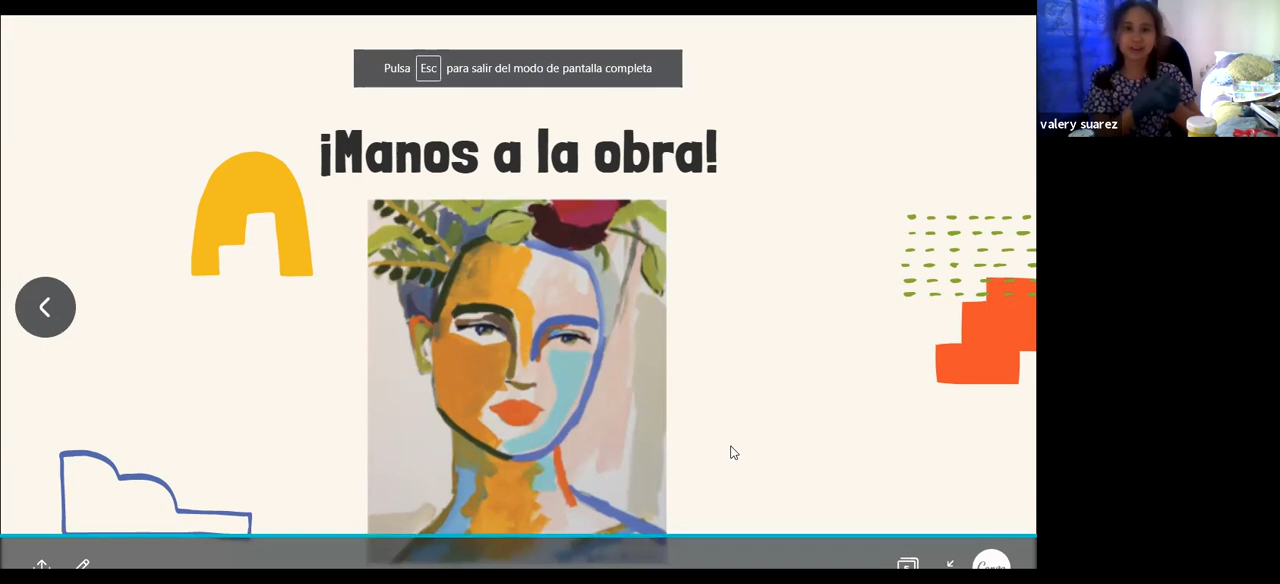 Pulsa Esc para salir del modo de pantalla completa
¡Manos a la obra!
valery suarez